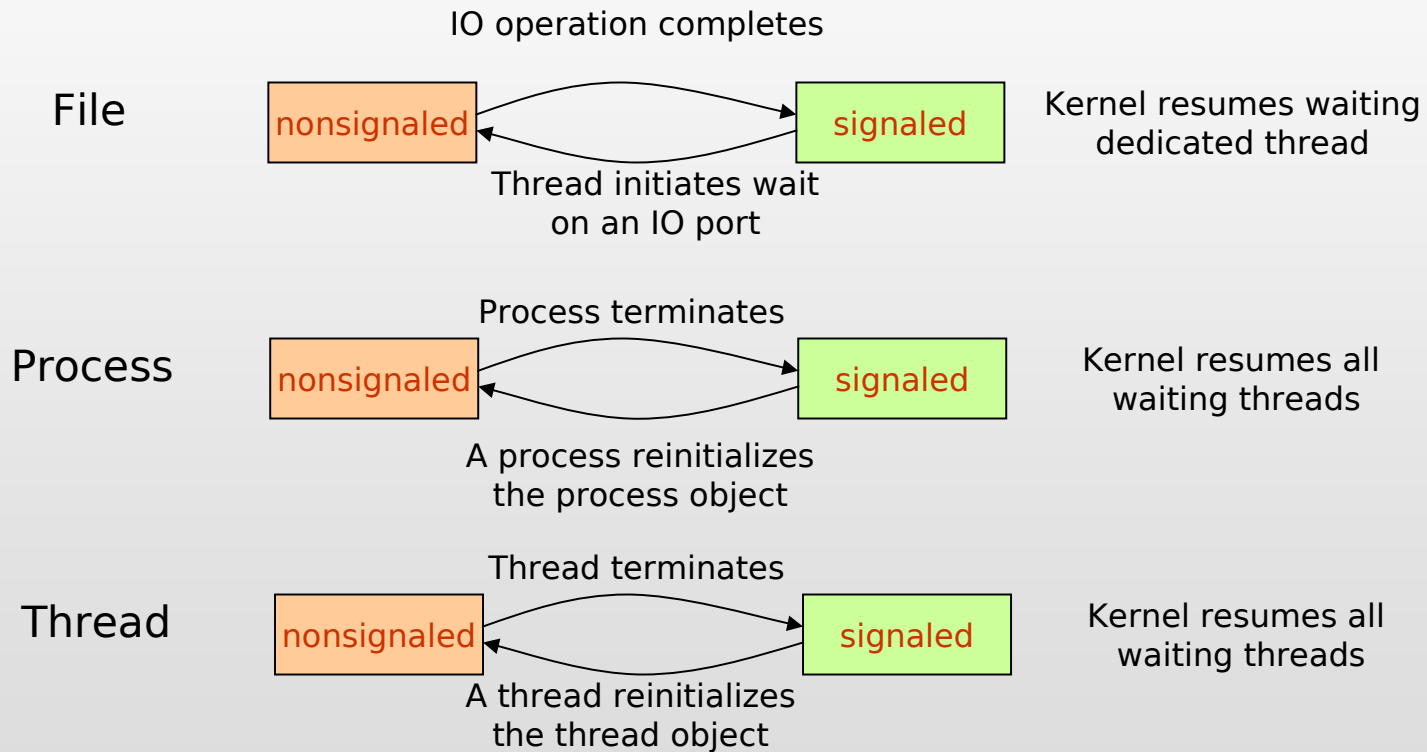 IO operation completes
File
nonsignaled
signaled
Kernel resumes waiting
dedicated thread
Thread initiates wait
on an IO port
Process terminates
Process
nonsignaled
signaled
Kernel resumes all
waiting threads
A process reinitializes
the process object
Thread terminates
Thread
nonsignaled
signaled
Kernel resumes all
waiting threads
A thread reinitializes
the thread object